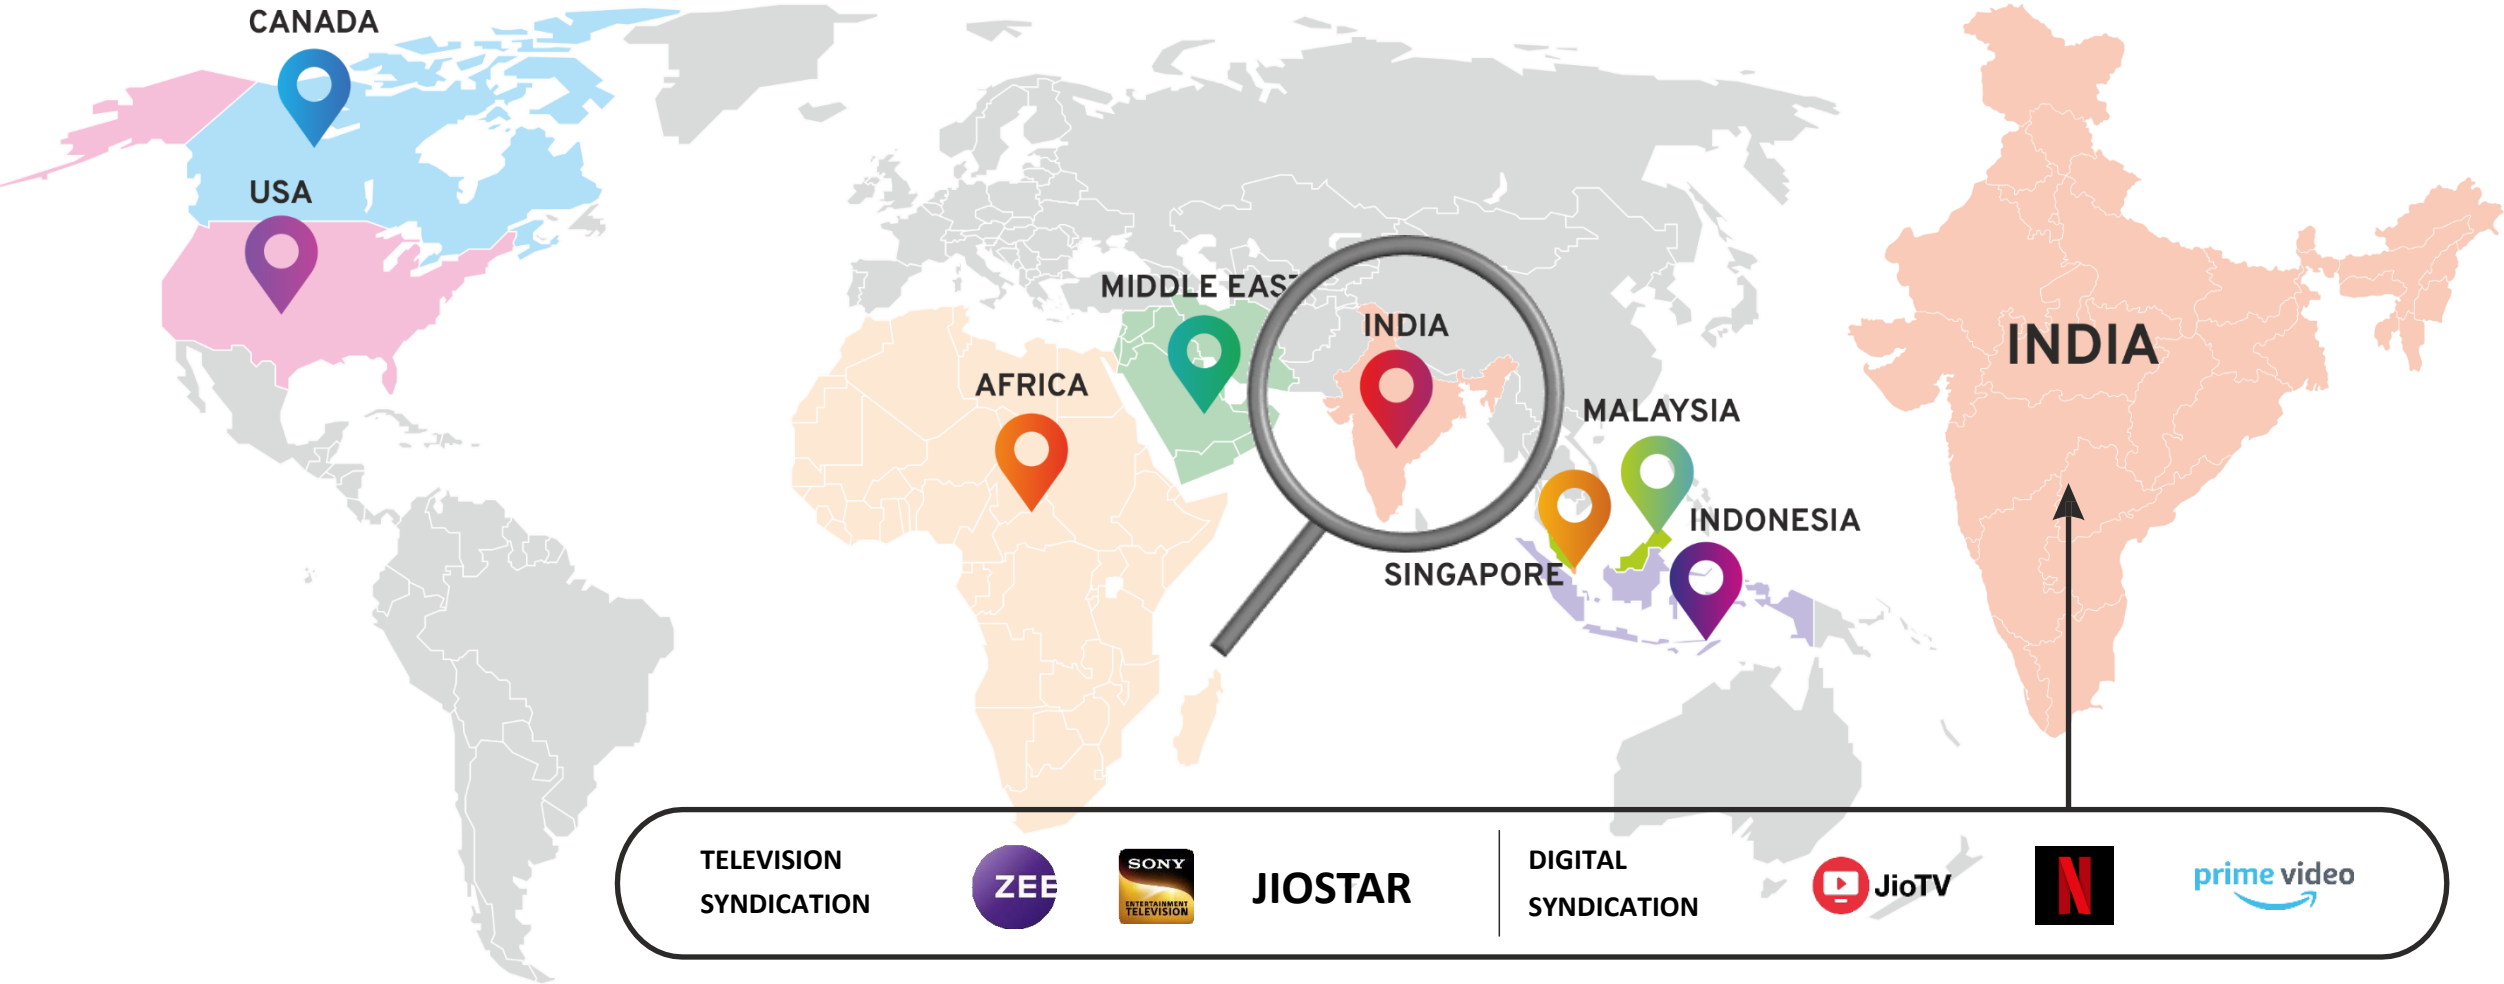 CANADA
USA
MIDDLE EAST
INDIA
AFRICA
MALAYSIA
INDONESIA
SINGAPORE
INDIA
TELEVISION
SYNDICATION
ZEE
SONY
ENTERTAINMENT
TELEVISION
JIOSTAR
DIGITAL
SYNDICATION
JioTV
N
prime video